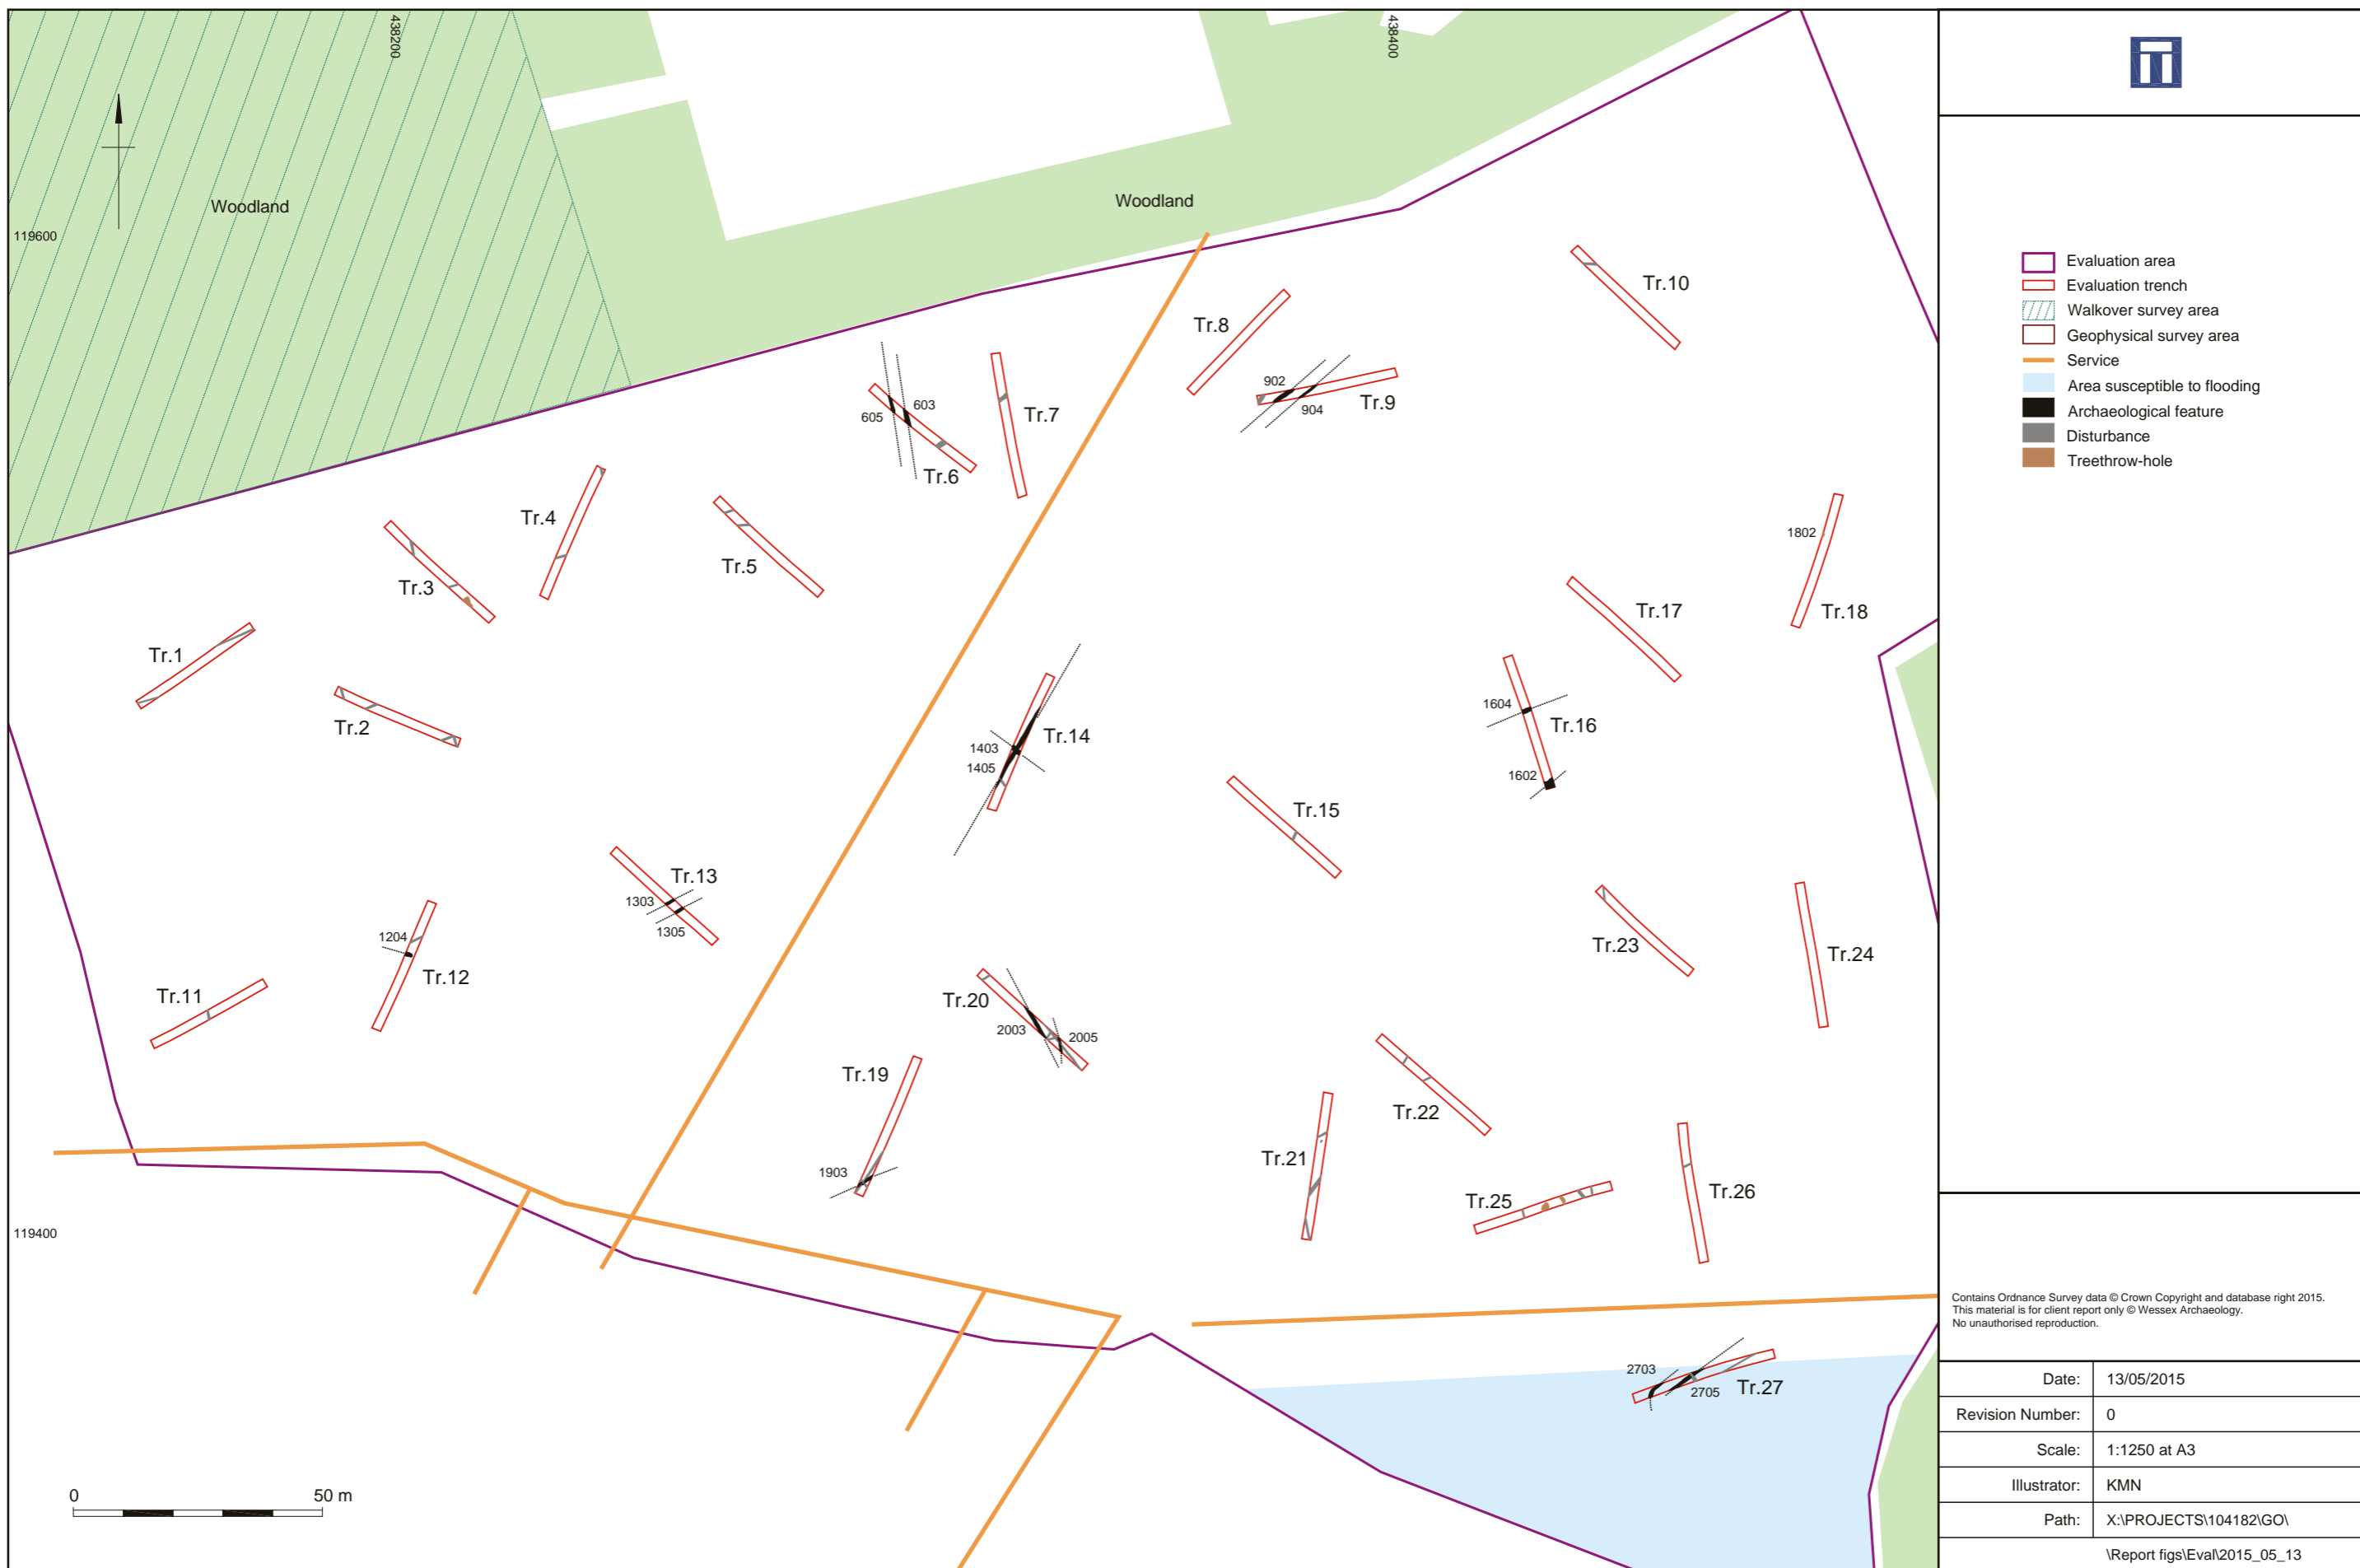 438200
438400
Woodland
Woodland
119600
Tr.10
Tr.8
902
904
Tr.9
603
605
Tr.7
Tr.6
Tr.4
Tr.5
Tr.3
1802
Tr.18
Tr.17
Tr.1
Tr.2
1604
Tr.16
1602
1403
1405
Tr.14
Tr.15
Tr.13
1303
1305
1204
Tr.12
Tr.11
Tr.23
Tr.24
Tr.20
2003
2005
Tr.19
1903
Tr.22
Tr.21
Tr.25
Tr.26
119400
2703
2705
Tr.27
0 50 m
Evaluation area
Evaluation trench
Walkover survey area
Geophysical survey area
Service
Area susceptible to flooding
Archaeological feature
Disturbance
Treethrow-hole
Contains Ordnance Survey data © Crown Copyright and database right 2015.
This material is for client report only © Wessex Archaeology.
No unauthorised reproduction.
Date: 13/05/2015
Revision Number: 0
Scale: 1:1250 at A3
Illustrator: KMN
Path: X:\PROJECTS\104182\GO\
\Report figs\Eval\2015_05_13